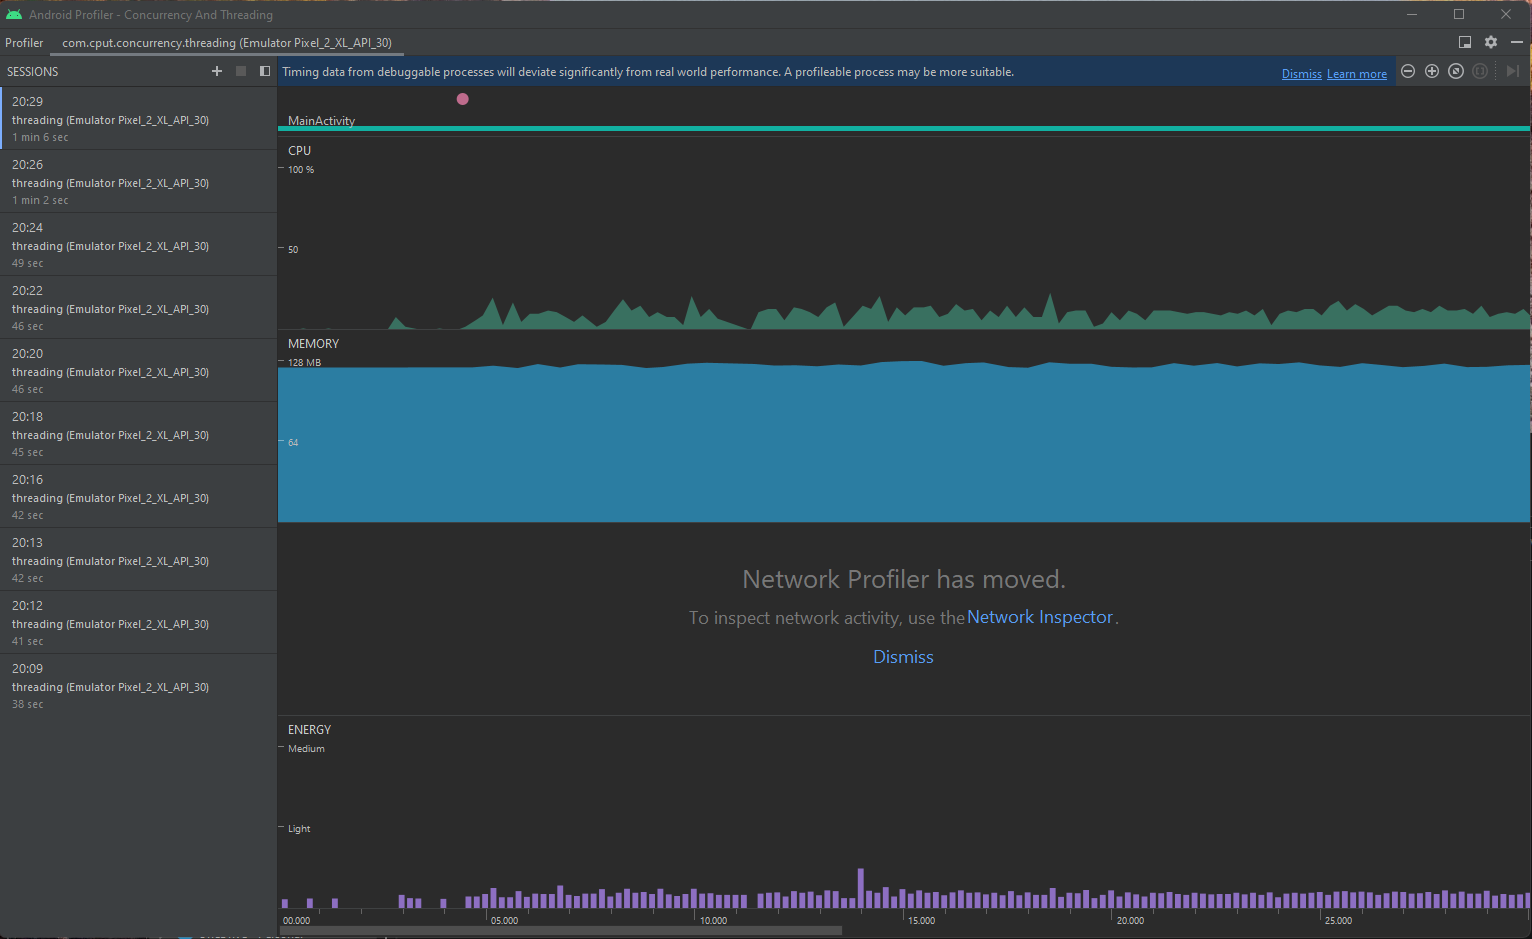 Android Profiler - Concurrency And Threading
Profiler com.cput.concurrency.threading (Emulator Pixel_2_XL_API_30)
SESSIONS
20:29
threading (Emulator Pixel_2_XL_API_30)
1 min 6 sec
20:26
threading (Emulator Pixel_2_XL_API_30)
1 min 2 sec
20:24
threading (Emulator Pixel_2_XL_API_30)
49 sec
20:22
threading (Emulator Pixel_2_XL_API_30)
46 sec
20:20
threading (Emulator Pixel_2_XL_API_30)
46 sec
20:18
threading (Emulator Pixel_2_XL_API_30)
45 sec
20:16
threading (Emulator Pixel_2_XL_API_30)
42 sec
20:13
threading (Emulator Pixel_2_XL_API_30)
42 sec
20:12
threading (Emulator Pixel_2_XL_API_30)
41 sec
20:09
threading (Emulator Pixel_2_XL_API_30)
38 sec
Timing data from debuggable processes will deviate significantly from real world performance. A profileable process may be more suitable. Dismiss Learn more
MainActivity
CPU
100 %
50
MEMORY
128 MB
64
Network Profiler has moved.
To inspect network activity, use the Network Inspector.
Dismiss
ENERGY
Medium
Light
00.000 05.000 10.000 15.000 20.000 25.000